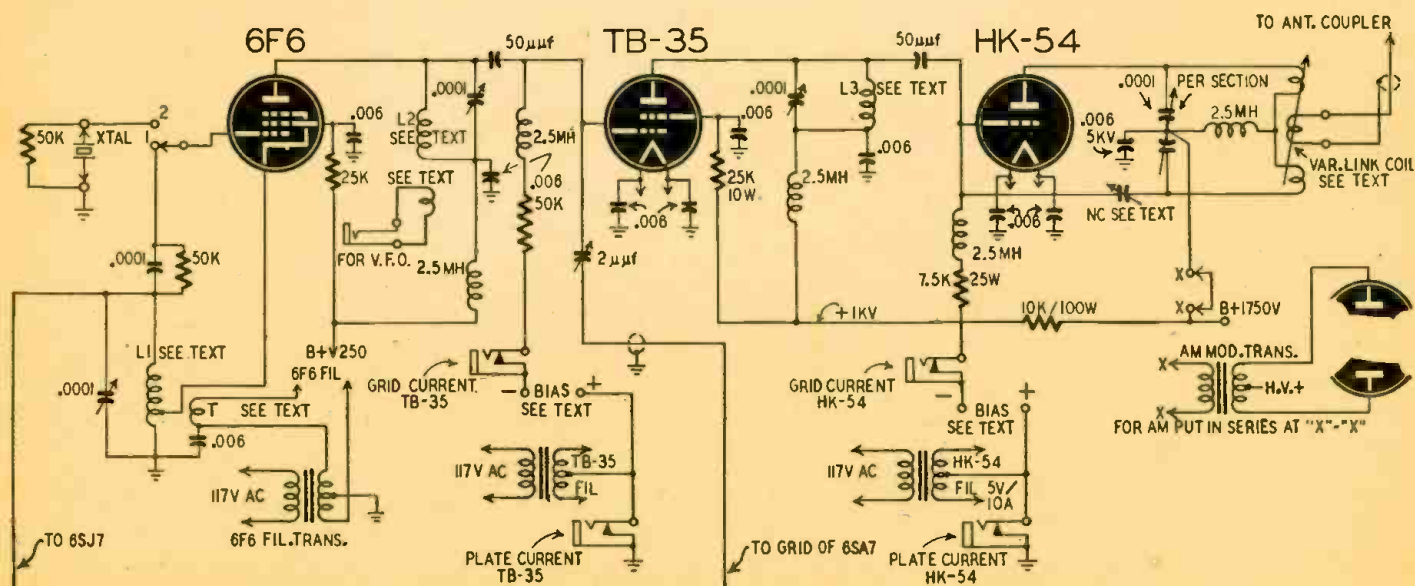 6F6
TB-35
HK-54
TO ANT. COUPLER
50μμf
50μμf
.0001
PER SECTION
2
1
50K
XTAL
.0001
L2
SEE TEXT
.006
25K
2.5MH
.006
50K
SEE TEXT
FOR V.F.O.
2.5MH
2μμf
.006
.006
25K
10W
.0001
L3
SEE TEXT
.006
2.5MH
.006
5KV
.006
2.5MH
VAR. LINK COIL
SEE TEXT
NC SEE TEXT
2.5MH
7.5K
25W
.0001
50K
L1 SEE TEXT
.0001
T
SEE TEXT
.006
B+V250
6F6 FIL
+1KV
10K/100W
X
X
B+1750V
GRID CURRENT
TB-35
-
BIAS
+
SEE TEXT
GRID CURRENT
HK-54
-
BIAS
+
SEE TEXT
AM MOD. TRANS.
X
H.V.+
X
FOR AM PUT IN SERIES AT "X"-"X"
117V AC
6F6 FIL. TRANS.
117V AC
TB-35
FIL
117V AC
HK-54
FIL
5V/
10A
TO 6SJ7
PLATE CURRENT
TB-35
TO GRID OF 6SA7
PLATE CURRENT
HK-54